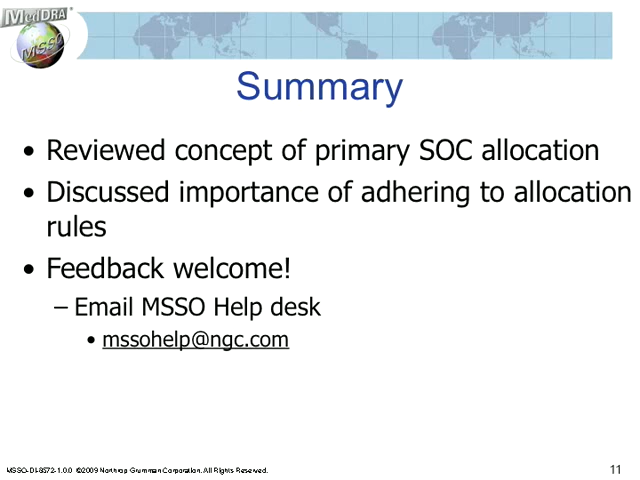 MedDRA
MSSO
Summary
• Reviewed concept of primary SOC allocation
• Discussed importance of adhering to allocation
rules
• Feedback welcome!
– Email MSSO Help desk
• mssohelp@ngc.com
MSSO-DI-8572-1.0.0 ©2009 Northrop Grumman Corporation. All Rights Reserved.
11